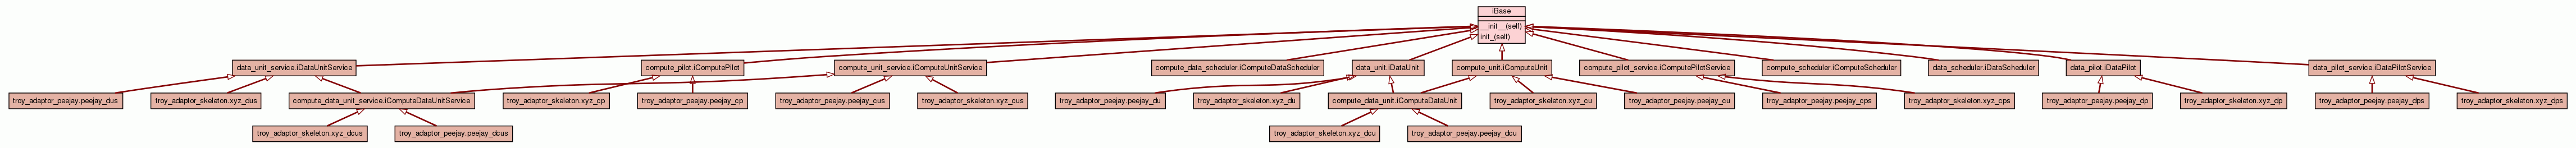 iBase
__init__(self)
init_(self)
data_unit_service.iDataUnitService
compute_pilot.iComputePilot
compute_unit_service.iComputeUnitService
compute_data_scheduler.iComputeDataScheduler
data_unit.iDataUnit
compute_unit.iComputeUnit
compute_pilot_service.iComputePilotService
compute_scheduler.iComputeScheduler
data_scheduler.iDataScheduler
data_pilot.iDataPilot
data_pilot_service.iDataPilotService
troy_adaptor_peejay.peejay_dus
troy_adaptor_skeleton.xyz_dus
compute_data_unit_service.iComputeDataUnitService
troy_adaptor_skeleton.xyz_cp
troy_adaptor_peejay.peejay_cp
troy_adaptor_peejay.peejay_cus
troy_adaptor_skeleton.xyz_cus
troy_adaptor_peejay.peejay_du
troy_adaptor_skeleton.xyz_du
compute_data_unit.iComputeDataUnit
troy_adaptor_skeleton.xyz_cu
troy_adaptor_peejay.peejay_cu
troy_adaptor_peejay.peejay_cps
troy_adaptor_skeleton.xyz_cps
troy_adaptor_peejay.peejay_dp
troy_adaptor_skeleton.xyz_dp
troy_adaptor_peejay.peejay_dps
troy_adaptor_skeleton.xyz_dps
troy_adaptor_skeleton.xyz_dcus
troy_adaptor_peejay.peejay_dcus
troy_adaptor_skeleton.xyz_dcu
troy_adaptor_peejay.peejay_dcu